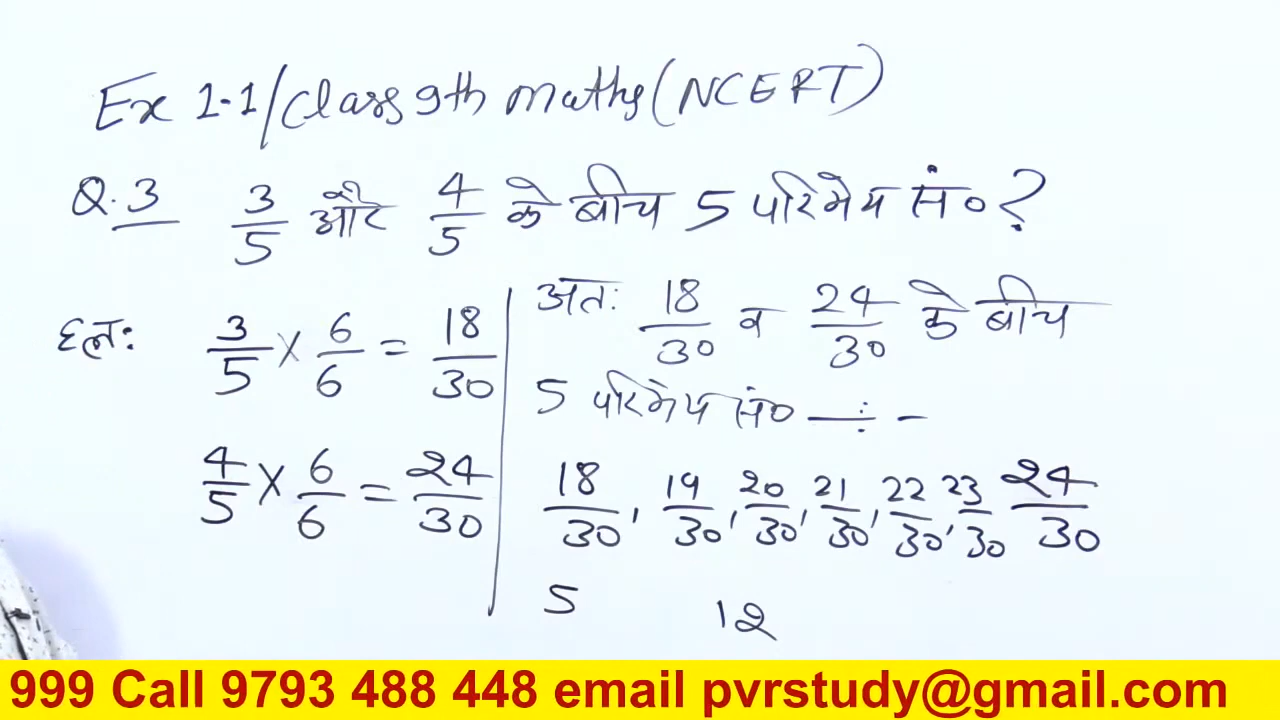 Ex 1.1/Class 9th maths (NCERT)
Q.3 3/5 और 4/5 के बीच 5 परिमेय सं० ?
हल: 3/5 × 6/6 = 18/30
4/5 × 6/6 = 24/30
अतः 18/30 व 24/30 के बीच
5 परिमेय सं० —:-
18/30, 19/30, 20/30, 21/30, 22/30, 23/30 24/30
5 12
999 Call 9793 488 448 email pvrstudy@gmail.com